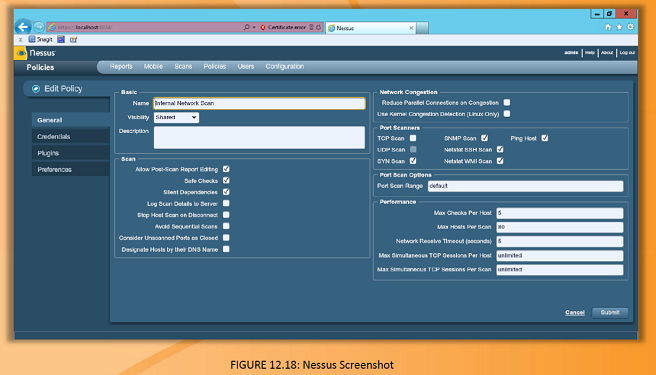 https://localhost:8834
Certificate error
Nessus
Snagit
Nessus
admin | Help | About | Log out
Policies
Reports Mobile Scans Policies Users Configuration
Edit Policy
General
Credentials
Plugins
Preferences
Basic
Name Internal Network Scan
Visibility Shared
Description
Scan
Allow Post-Scan Report Editing
Safe Checks
Silent Dependencies
Log Scan Details to Server
Stop Host Scan on Disconnect
Avoid Sequential Scans
Consider Unscanned Ports as Closed
Designate Hosts by their DNS Name
Network Congestion
Reduce Parallel Connections on Congestion
Use Kernel Congestion Detection (Linux Only)
Port Scanners
TCP Scan SNMP Scan Ping Host
UDP Scan Netstat SSH Scan
SYN Scan Netstat WMI Scan
Port Scan Options
Port Scan Range default
Performance
Max Checks Per Host 5
Max Hosts Per Scan 80
Network Receive Timeout (seconds) 5
Max Simultaneous TCP Sessions Per Host unlimited
Max Simultaneous TCP Sessions Per Scan unlimited
Cancel Submit
FIGURE 12.18: Nessus Screenshot